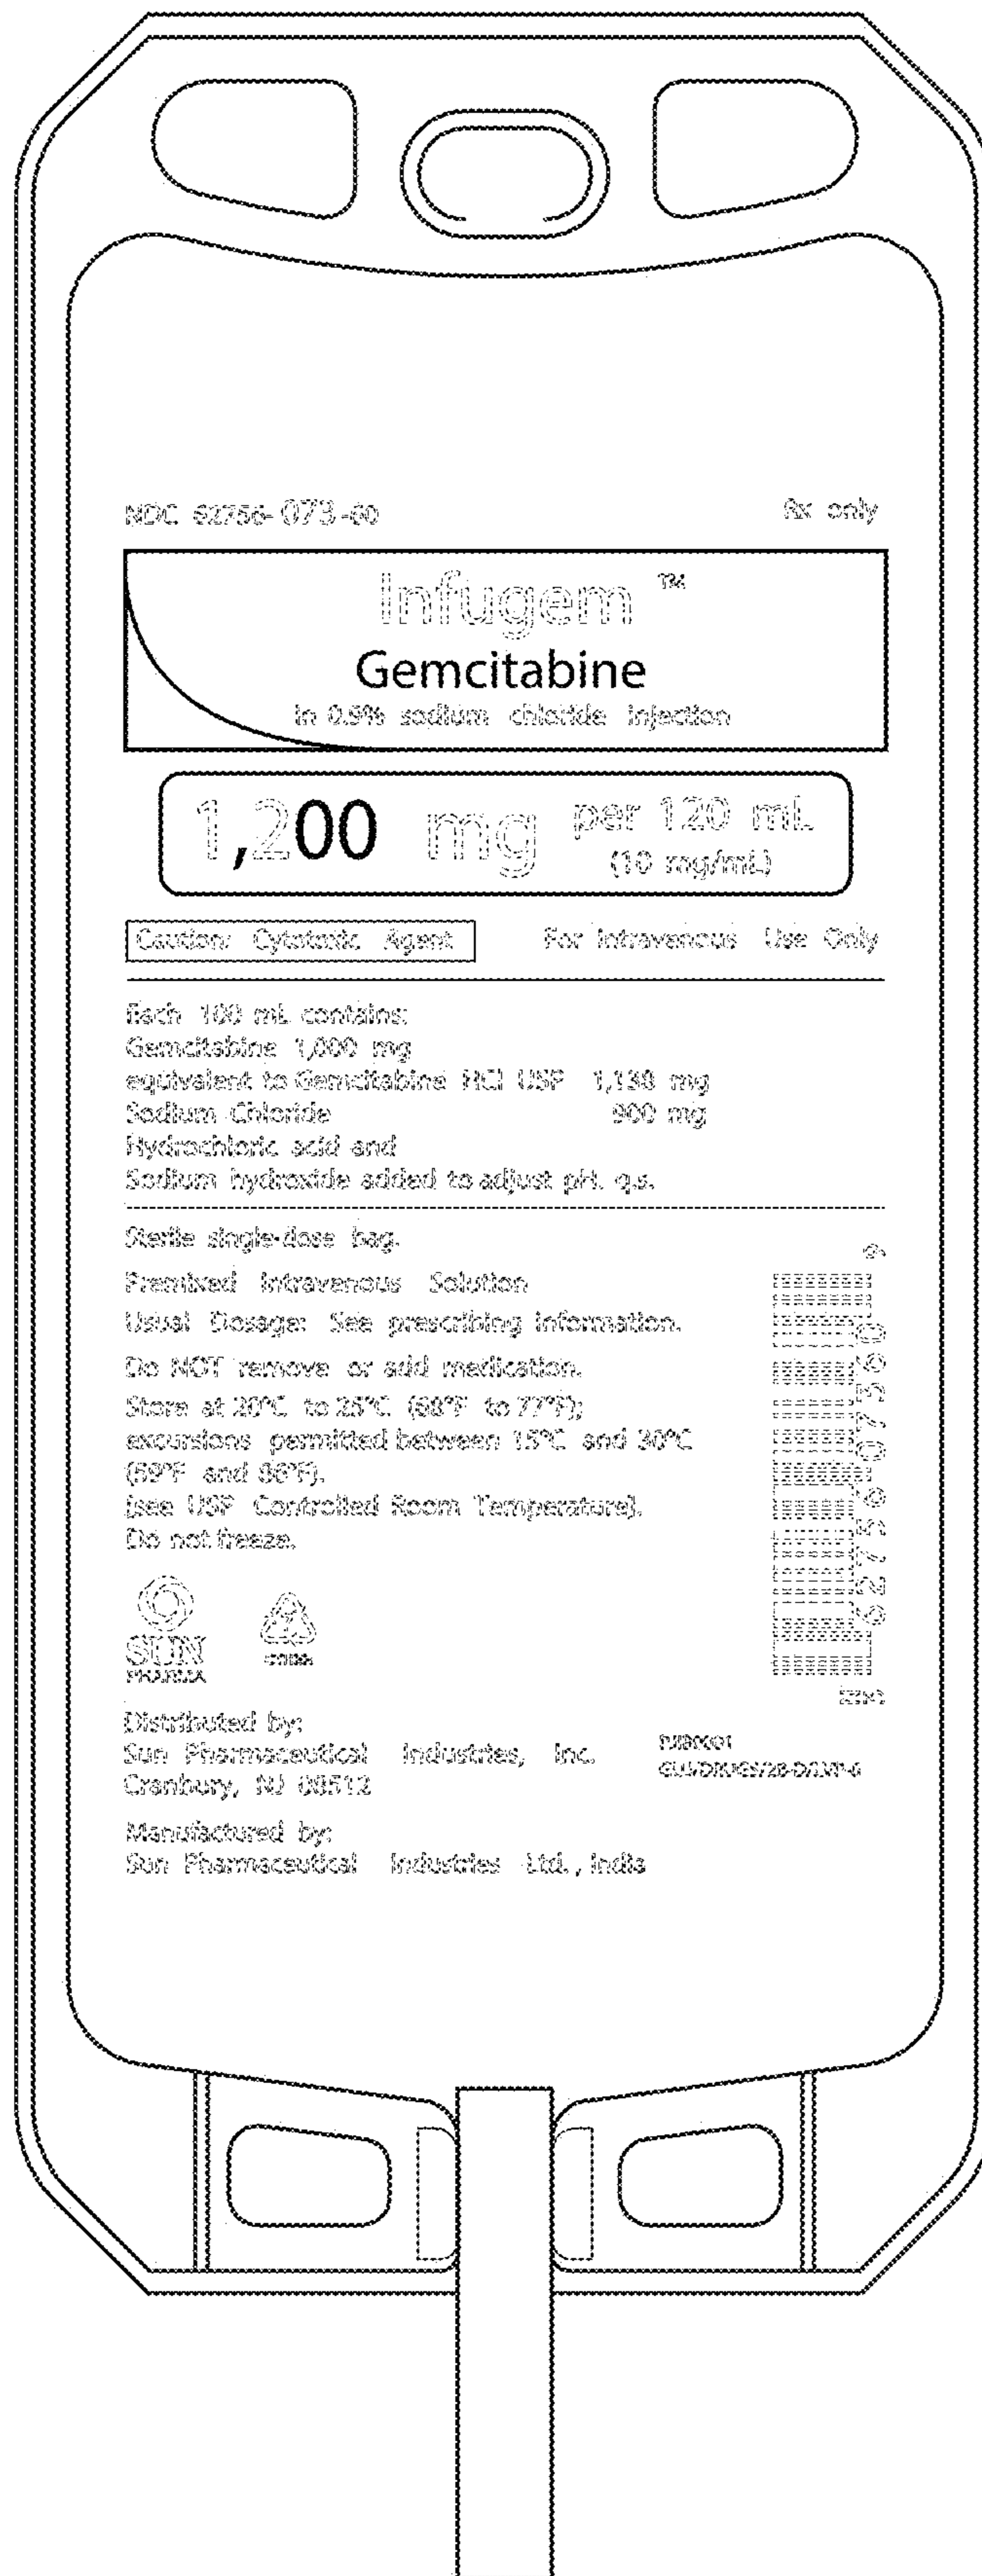 NDC 62756-073-60 Rx only
Infugem ™
Gemcitabine
in 0.9% sodium chloride injection
1,200 mg per 120 mL
(10 mg/mL)
Caution: Cytotoxic Agent For Intravenous Use Only
Each 100 mL contains:
Gemcitabine 1,000 mg
equivalent to Gemcitabine HCl USP 1,138 mg
Sodium Chloride 900 mg
Hydrochloric acid and
Sodium hydroxide added to adjust pH. q.s.
Sterile single-dose bag.
Premixed Intravenous Solution
Usual Dosage: See prescribing information.
Do NOT remove or add medication.
Store at 20°C to 25°C (68°F to 77°F);
excursions permitted between 15°C and 30°C
(59°F and 86°F).
[see USP Controlled Room Temperature].
Do not freeze.
SUN
PHARMA
Distributed by:
Sun Pharmaceutical Industries, Inc.
Cranbury, NJ 08512
Manufactured by:
Sun Pharmaceutical Industries Ltd., India
6275607360 9